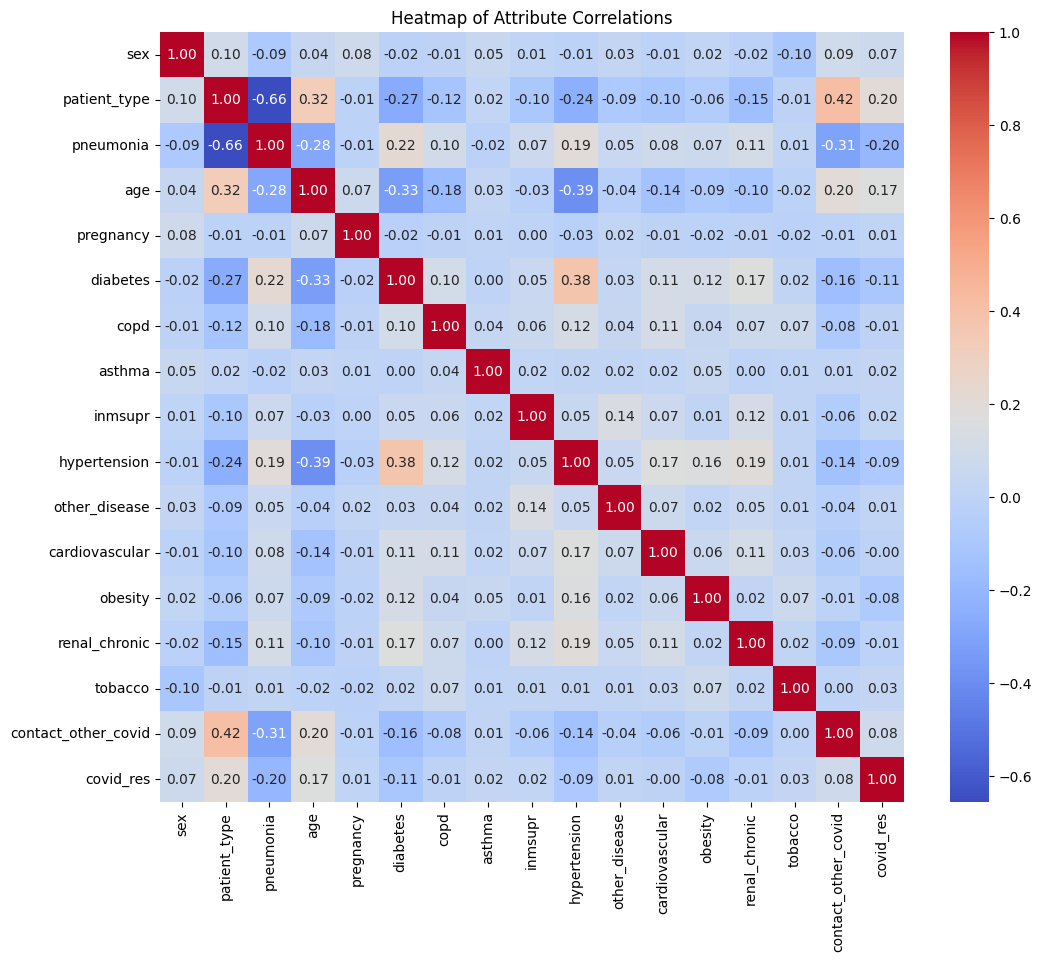 Heatmap of Attribute Correlations
sex 1.00 0.10 -0.09 0.04 0.08 -0.02 -0.01 0.05 0.01 -0.01 0.03 -0.01 0.02 -0.02 -0.10 0.09 0.07
patient_type 0.10 1.00 -0.66 0.32 -0.01 -0.27 -0.12 0.02 -0.10 -0.24 -0.09 -0.10 -0.06 -0.15 -0.01 0.42 0.20
pneumonia -0.09 -0.66 1.00 -0.28 -0.01 0.22 0.10 -0.02 0.07 0.19 0.05 0.08 0.07 0.11 0.01 -0.31 -0.20
age 0.04 0.32 -0.28 1.00 0.07 -0.33 -0.18 0.03 -0.03 -0.39 -0.04 -0.14 -0.09 -0.10 -0.02 0.20 0.17
pregnancy 0.08 -0.01 -0.01 0.07 1.00 -0.02 -0.01 0.01 0.00 -0.03 0.02 -0.01 -0.02 -0.01 -0.02 -0.01 0.01
diabetes -0.02 -0.27 0.22 -0.33 -0.02 1.00 0.10 0.00 0.05 0.38 0.03 0.11 0.12 0.17 0.02 -0.16 -0.11
copd -0.01 -0.12 0.10 -0.18 -0.01 0.10 1.00 0.04 0.06 0.12 0.04 0.11 0.04 0.07 0.07 -0.08 -0.01
asthma 0.05 0.02 -0.02 0.03 0.01 0.00 0.04 1.00 0.02 0.02 0.02 0.02 0.05 0.00 0.01 0.01 0.02
inmsupr 0.01 -0.10 0.07 -0.03 0.00 0.05 0.06 0.02 1.00 0.05 0.14 0.07 0.01 0.12 0.01 -0.06 0.02
hypertension -0.01 -0.24 0.19 -0.39 -0.03 0.38 0.12 0.02 0.05 1.00 0.05 0.17 0.16 0.19 0.01 -0.14 -0.09
other_disease 0.03 -0.09 0.05 -0.04 0.02 0.03 0.04 0.02 0.14 0.05 1.00 0.07 0.02 0.05 0.01 -0.04 0.01
cardiovascular -0.01 -0.10 0.08 -0.14 -0.01 0.11 0.11 0.02 0.07 0.17 0.07 1.00 0.06 0.11 0.03 -0.06 -0.00
obesity 0.02 -0.06 0.07 -0.09 -0.02 0.12 0.04 0.05 0.01 0.16 0.02 0.06 1.00 0.02 0.07 -0.01 -0.08
renal_chronic -0.02 -0.15 0.11 -0.10 -0.01 0.17 0.07 0.00 0.12 0.19 0.05 0.11 0.02 1.00 0.02 -0.09 -0.01
tobacco -0.10 -0.01 0.01 -0.02 -0.02 0.02 0.07 0.01 0.01 0.01 0.01 0.03 0.07 0.02 1.00 0.00 0.03
contact_other_covid 0.09 0.42 -0.31 0.20 -0.01 -0.16 -0.08 0.01 -0.06 -0.14 -0.04 -0.06 -0.01 -0.09 0.00 1.00 0.08
covid_res 0.07 0.20 -0.20 0.17 0.01 -0.11 -0.01 0.02 0.02 -0.09 0.01 -0.00 -0.08 -0.01 0.03 0.08 1.00
sex
patient_type
pneumonia
age
pregnancy
diabetes
copd
asthma
inmsupr
hypertension
other_disease
cardiovascular
obesity
renal_chronic
tobacco
contact_other_covid
covid_res
1.0
0.8
0.6
0.4
0.2
0.0
−0.2
−0.4
−0.6